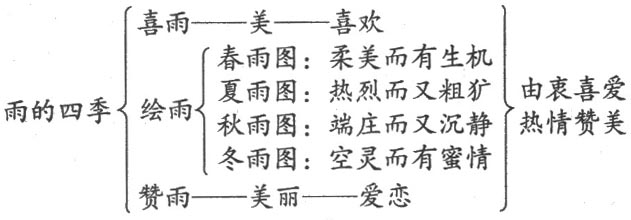 雨的四季
喜雨——美——喜欢
绘雨
春雨图：柔美而有生机
夏雨图：热烈而又粗犷
秋雨图：端庄而又沉静
冬雨图：空灵而有蜜情
赞雨——美丽——爱恋
由衷喜爱
热情赞美